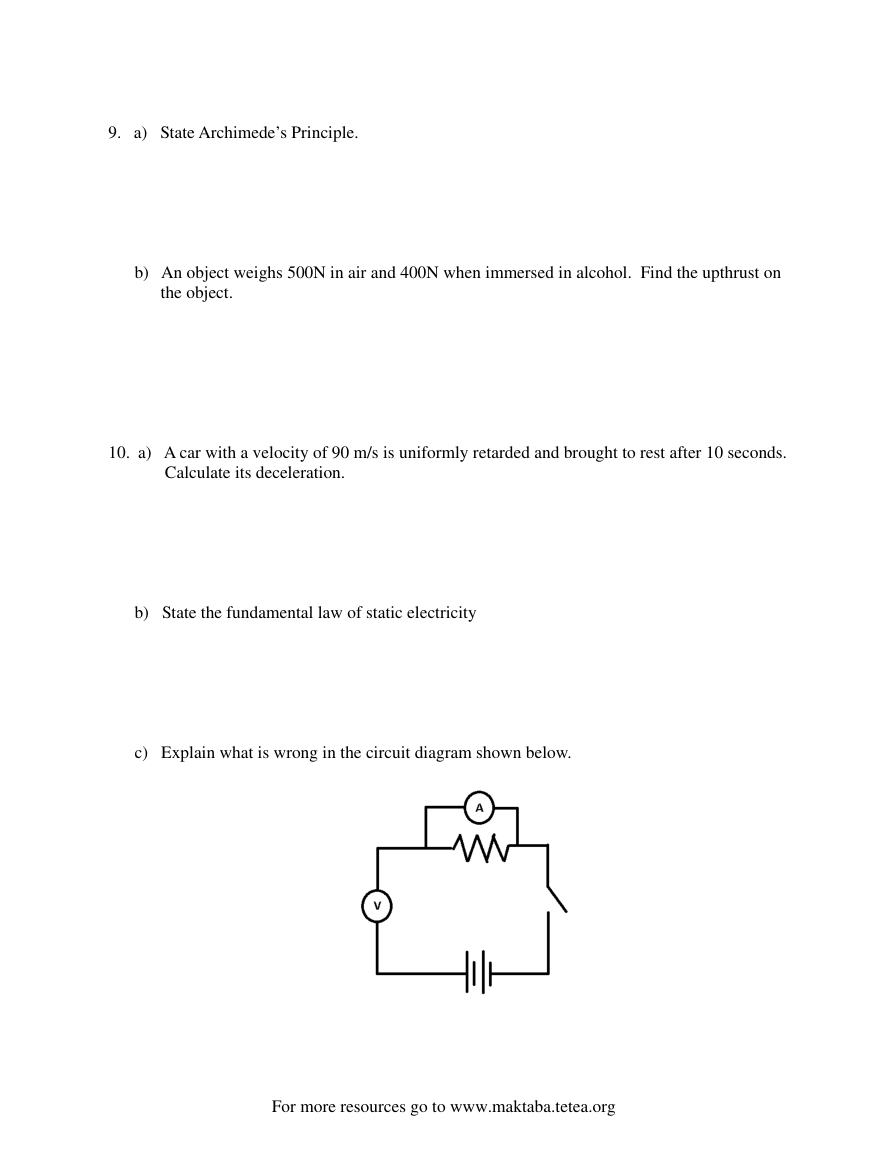 9. a) State Archimede’s Principle.
b) An object weighs 500N in air and 400N when immersed in alcohol. Find the upthrust on
the object.
10. a) A car with a velocity of 90 m/s is uniformly retarded and brought to rest after 10 seconds.
Calculate its deceleration.
b) State the fundamental law of static electricity
c) Explain what is wrong in the circuit diagram shown below.
A
V
For more resources go to www.maktaba.tetea.org